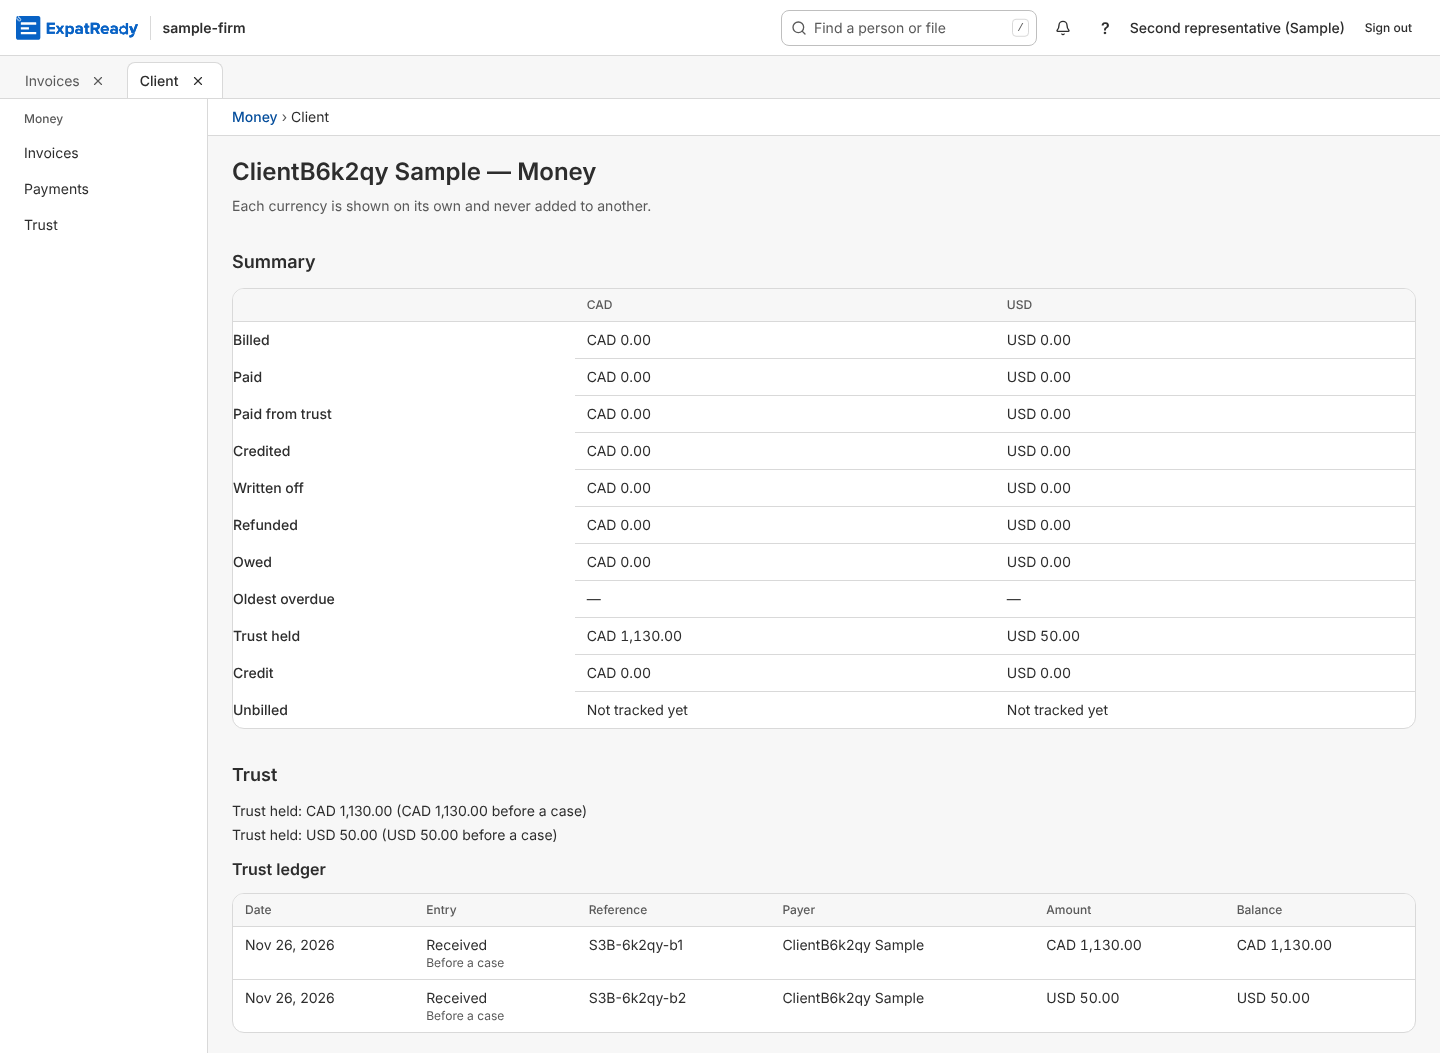 ExpatReady
sample-firm
Find a person or file
/
?
Second representative (Sample)
Sign out
Invoices ×
Client ×
Money
Invoices
Payments
Trust
Money › Client
ClientB6k2qy Sample — Money
Each currency is shown on its own and never added to another.
Summary
CAD USD
Billed CAD 0.00 USD 0.00
Paid CAD 0.00 USD 0.00
Paid from trust CAD 0.00 USD 0.00
Credited CAD 0.00 USD 0.00
Written off CAD 0.00 USD 0.00
Refunded CAD 0.00 USD 0.00
Owed CAD 0.00 USD 0.00
Oldest overdue — —
Trust held CAD 1,130.00 USD 50.00
Credit CAD 0.00 USD 0.00
Unbilled Not tracked yet Not tracked yet
Trust
Trust held: CAD 1,130.00 (CAD 1,130.00 before a case)
Trust held: USD 50.00 (USD 50.00 before a case)
Trust ledger
Date Entry Reference Payer Amount Balance
Nov 26, 2026 Received S3B-6k2qy-b1 ClientB6k2qy Sample CAD 1,130.00 CAD 1,130.00
Before a case
Nov 26, 2026 Received S3B-6k2qy-b2 ClientB6k2qy Sample USD 50.00 USD 50.00
Before a case